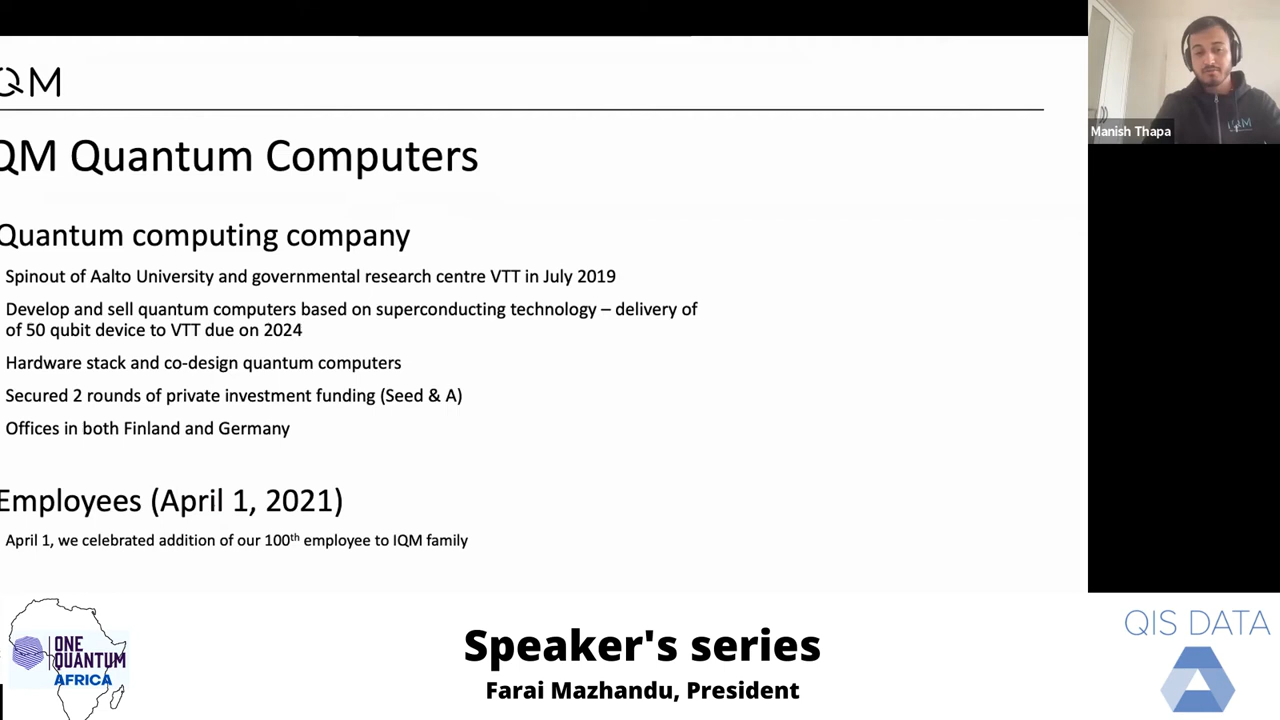 QM
QM Quantum Computers
Quantum computing company
Spinout of Aalto University and governmental research centre VTT in July 2019
Develop and sell quantum computers based on superconducting technology – delivery of
of 50 qubit device to VTT due on 2024
Hardware stack and co-design quantum computers
Secured 2 rounds of private investment funding (Seed & A)
Offices in both Finland and Germany
Employees (April 1, 2021)
April 1, we celebrated addition of our 100th employee to IQM family
IQM
Manish Thapa
ONE
QUANTUM
AFRICA
Speaker's series
Farai Mazhandu, President
QIS DATA